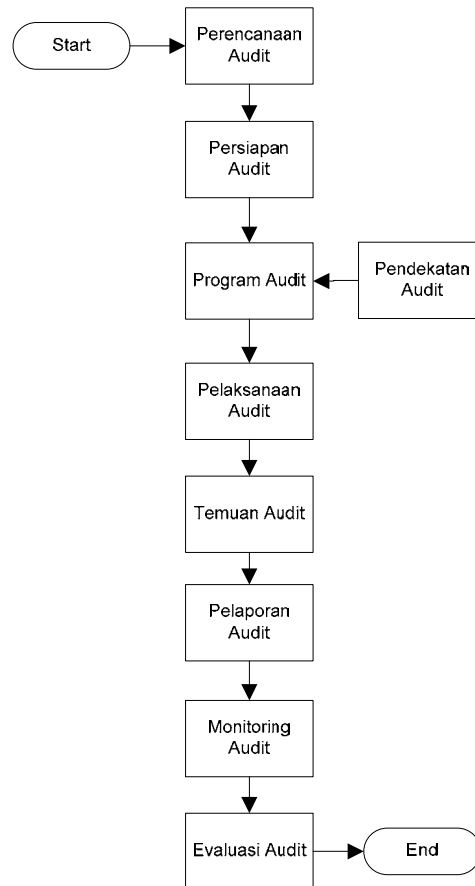 Start
Perencanaan
Audit
Persiapan
Audit
Program Audit
Pendekatan
Audit
Pelaksanaan
Audit
Temuan Audit
Pelaporan
Audit
Monitoring
Audit
Evaluasi Audit
End